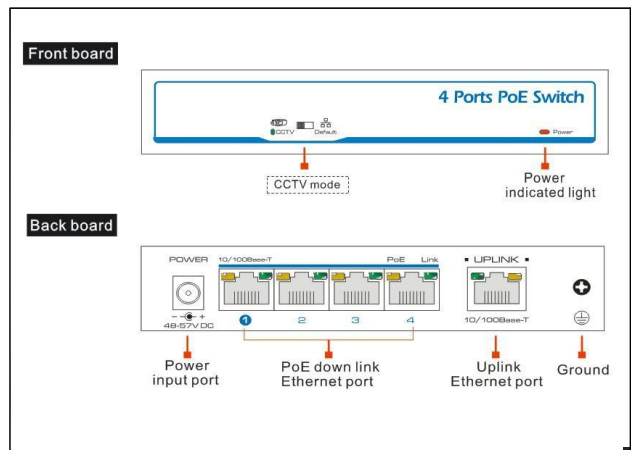 Front board
4 Ports PoE Switch
CCTV
Default
Power
CCTV mode
Power
indicated light
Back board
POWER
10/100Base-T
PoE
Link
UPLINK
- +
48-57V DC
1
2
3
4
10/100Base-T
Power
input port
PoE down link
Ethernet port
Uplink
Ethernet port
Ground